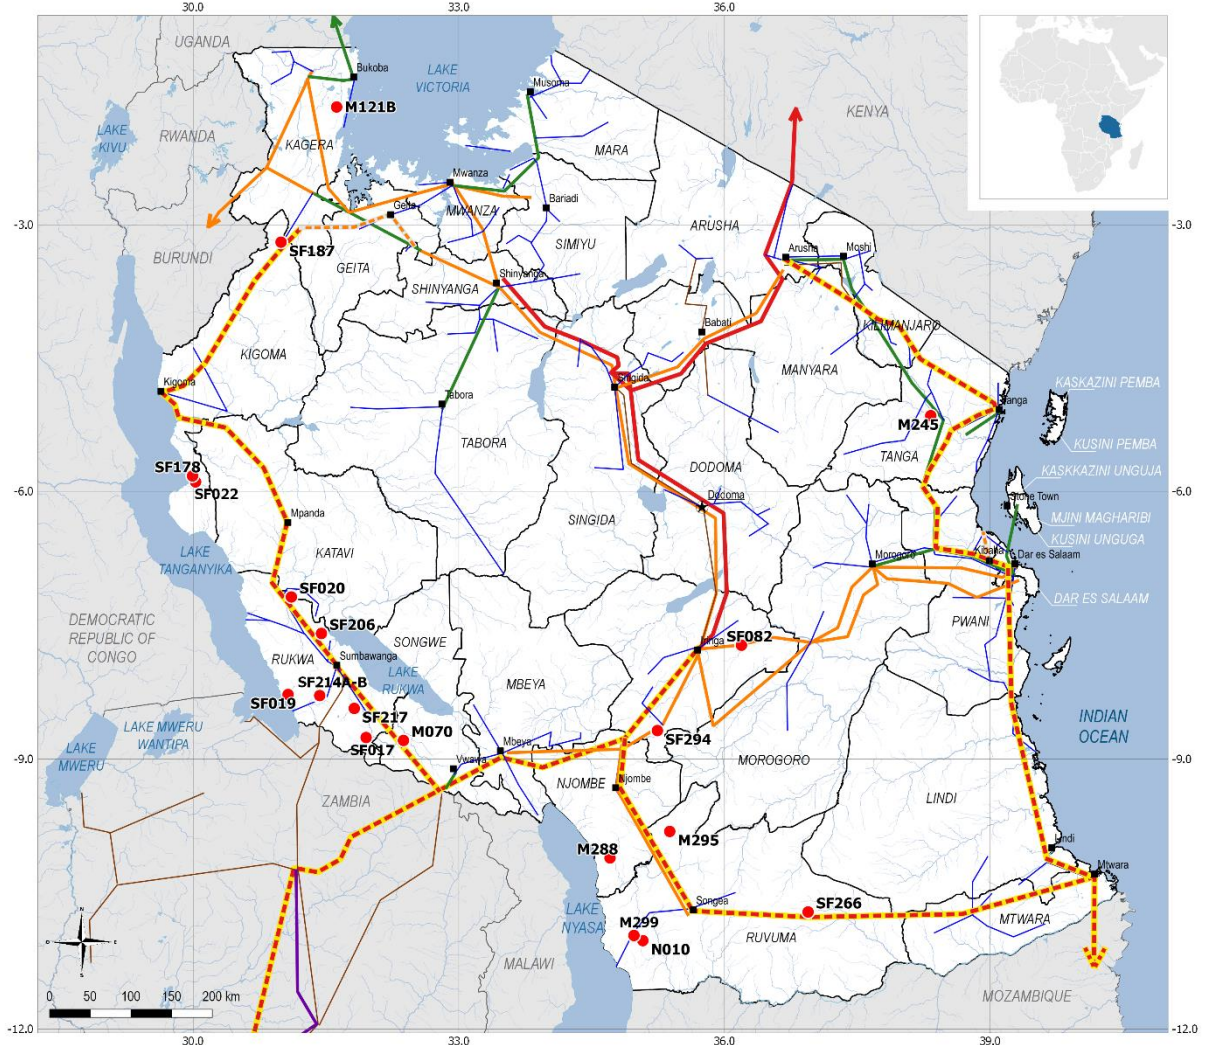 30.0
33.0
36.0
UGANDA
Bukoba
LAKE
VICTORIA
Musoma
KENYA
M121B
RWANDA
LAKE
KIVU
KAGERA
MARA
Mwanza
Geita
MWANZA
Bariadi
-3.0
-3.0
ARUSHA
SF187
SIMIYU
Arusha
Moshi
BURUNDI
GEITA
Shinyanga
SHINYANGA
KILIMANJARO
Babati
KIGOMA
MANYARA
Kigoma
Singida
KASKAZINI PEMBA
Tabora
Tanga
M245
TABORA
KUSINI PEMBA
TANGA
SF178
DODOMA
KASKKAZINI UNGUJA
SF022
-6.0
-6.0
Dodoma
Stone Town
Mpanda
SINGIDA
MJINI MAGHARIBI
KUSINI UNGUGA
KATAVI
Kibaha
Morogoro
Dar es Salaam
LAKE
TANGANYIKA
SF020
DAR ES SALAAM
DEMOCRATIC
REPUBLIC OF
CONGO
SF206
SONGWE
PWANI
SF082
Iringa
RUKWA
Sumbawanga
LAKE
RUKWA
SF214A-B
MBEYA
SF019
SF217
INDIAN
OCEAN
LAKE MWERU
WANTIPA
M070
SF294
SF017
Mbeya
LAKE
MWERU
-9.0
-9.0
Vwawa
MOROGORO
NJOMBE
Njombe
LINDI
ZAMBIA
M295
Lindi
M288
Mtwara
SF266
Songea
LAKE
NYASA
M299
MTWARA
RUVUMA
N010
MALAWI
N
O
E
S
MOZAMBIQUE
0
50
100
150
200 km
-12.0
-12.0
30.0
33.0
36.0
39.0